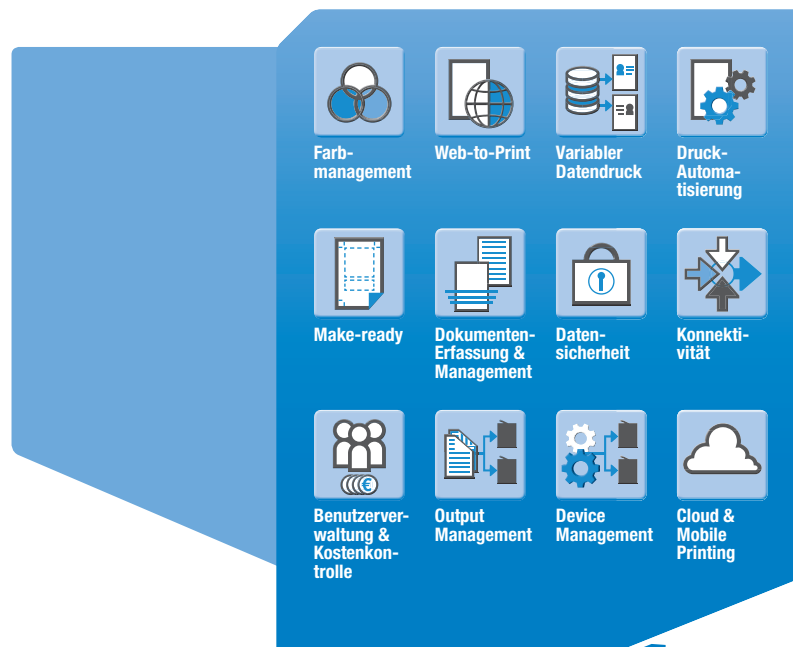 Farb-
management
Web-to-Print
Variabler
Datendruck
Druck-
Automa-
tisierung
Make-ready
Dokumenten-
Erfassung &
Management
Daten-
sicherheit
Konnekti-
vität
€
Benutzerver-
waltung &
Kostenkon-
trolle
Output
Management
Device
Management
Cloud &
Mobile
Printing